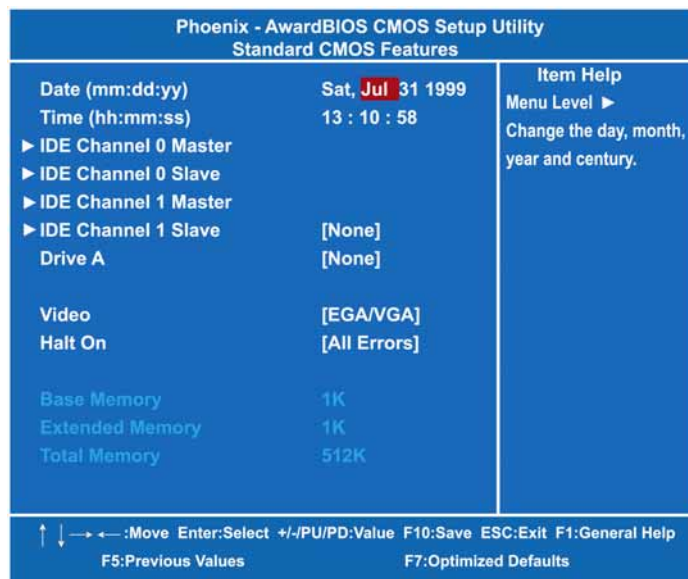 Phoenix - AwardBIOS CMOS Setup Utility
Standard CMOS Features
Date (mm:dd:yy) Sat, Jul 31 1999
Time (hh:mm:ss) 13 : 10 : 58
► IDE Channel 0 Master
► IDE Channel 0 Slave
► IDE Channel 1 Master
► IDE Channel 1 Slave [None]
Drive A [None]
Video [EGA/VGA]
Halt On [All Errors]
Base Memory 1K
Extended Memory 1K
Total Memory 512K
Item Help
Menu Level ►
Change the day, month,
year and century.
↑ ↓ → ← :Move Enter:Select +/-/PU/PD:Value F10:Save ESC:Exit F1:General Help
F5:Previous Values F7:Optimized Defaults